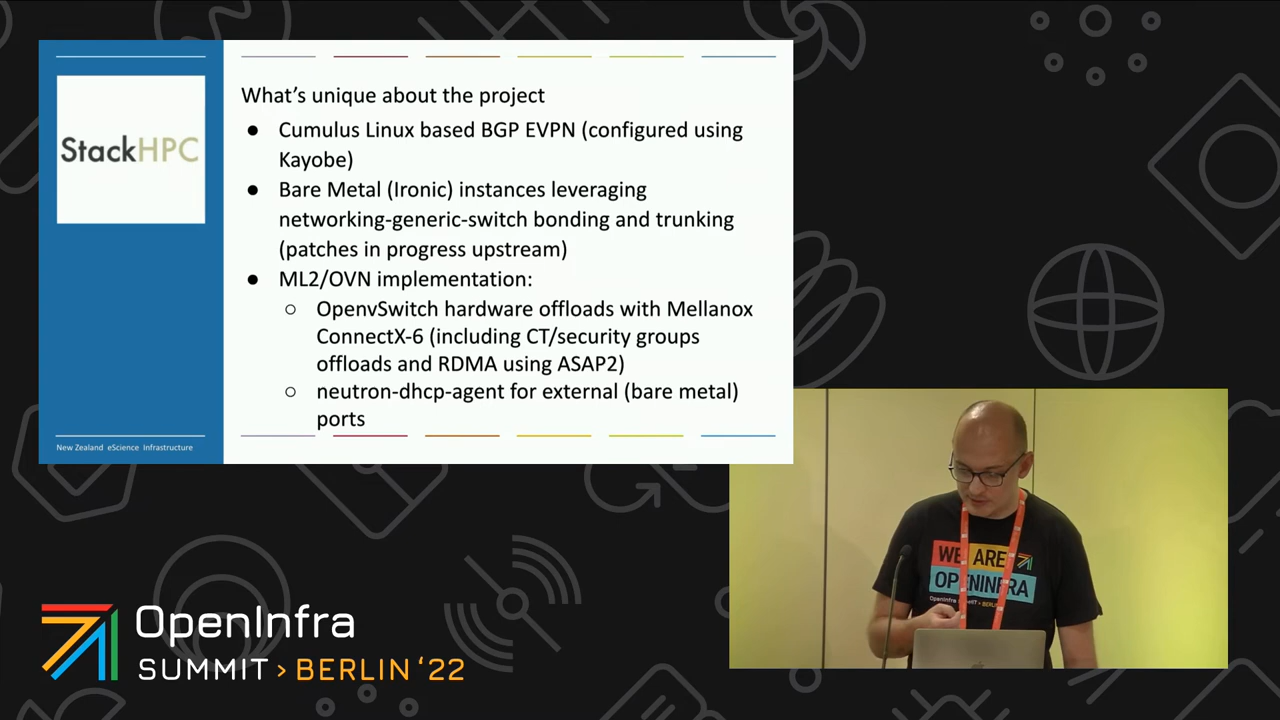 What's unique about the project
● Cumulus Linux based BGP EVPN (configured using
Kayobe)
● Bare Metal (Ironic) instances leveraging
networking-generic-switch bonding and trunking
(patches in progress upstream)
● ML2/OVN implementation:
○ OpenvSwitch hardware offloads with Mellanox
ConnectX-6 (including CT/security groups
offloads and RDMA using ASAP2)
○ neutron-dhcp-agent for external (bare metal)
ports
StackHPC
New Zealand eScience Infrastructure
WE ARE
OPENINFRA
BERLIN
OpenInfra
SUMMIT > BERLIN '22